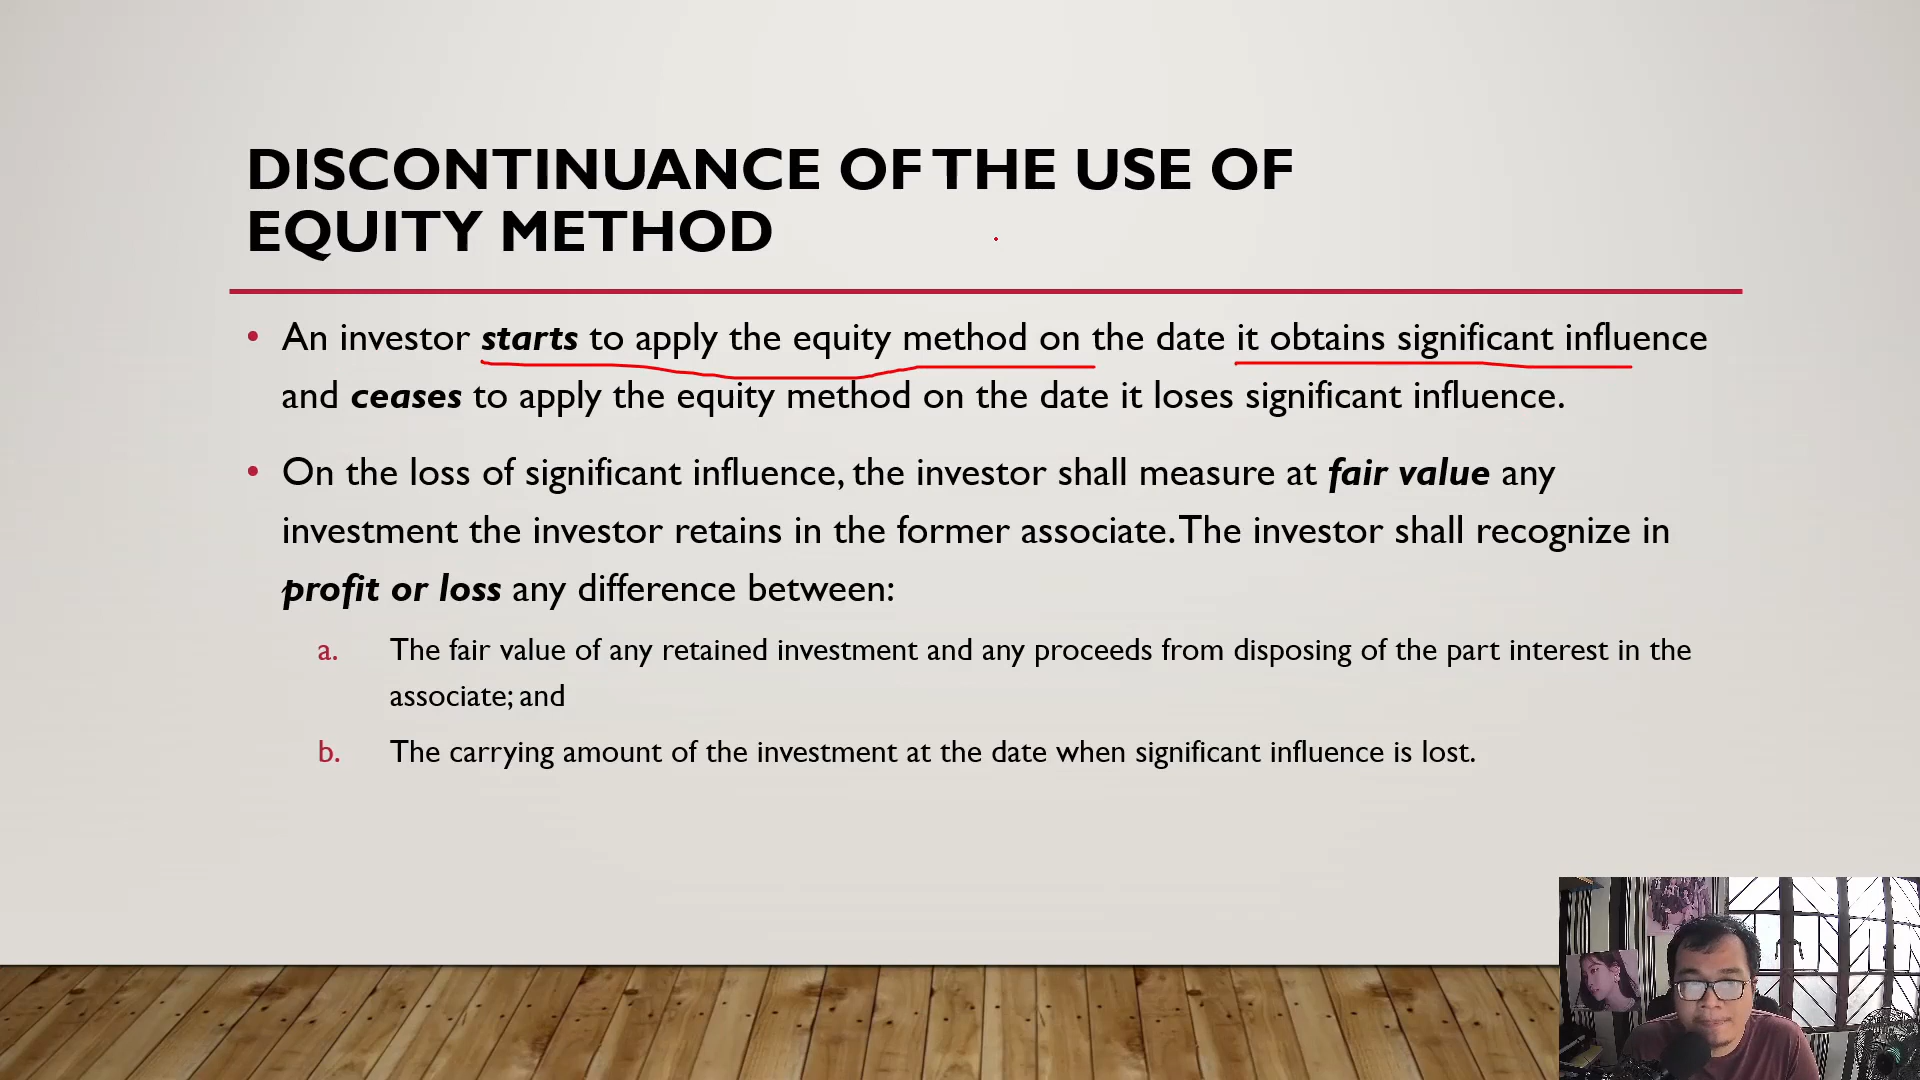 DISCONTINUANCE OF THE USE OF
EQUITY METHOD
• An investor starts to apply the equity method on the date it obtains significant influence
and ceases to apply the equity method on the date it loses significant influence.
• On the loss of significant influence, the investor shall measure at fair value any
investment the investor retains in the former associate. The investor shall recognize in
profit or loss any difference between:
a. The fair value of any retained investment and any proceeds from disposing of the part interest in the
associate; and
b. The carrying amount of the investment at the date when significant influence is lost.